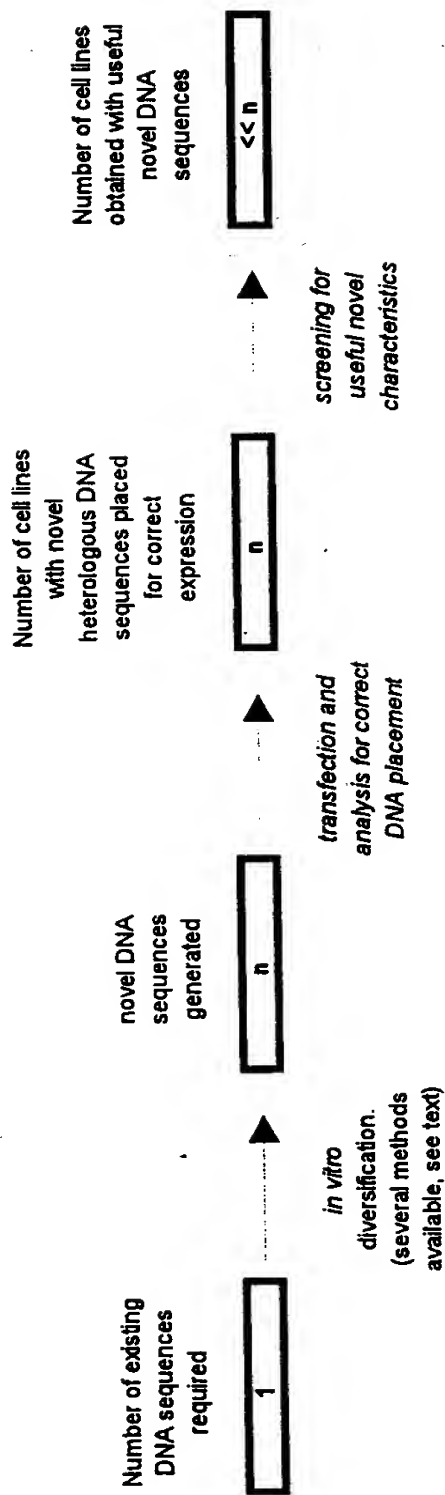 Number of existing
DNA sequences
required
1
in vitro
diversification.
(several methods
available, see text)
novel DNA
sequences
generated
n
transfection and
analysis for correct
DNA placement
Number of cell lines
with novel
heterologous DNA
sequences placed
for correct
expression
n
screening for
useful novel
characteristics
Number of cell lines
obtained with useful
novel DNA
sequences
<< n